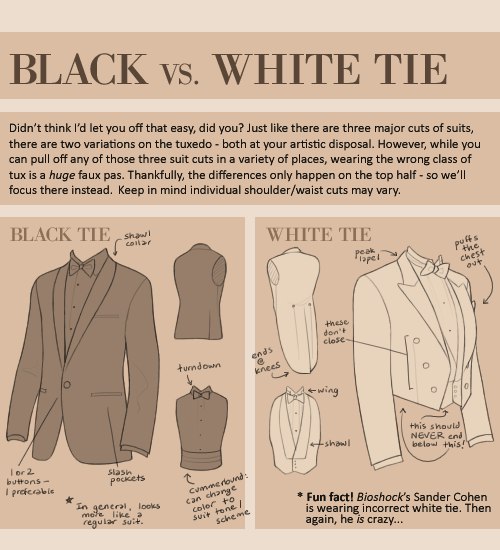 BLACK VS. WHITE TIE
Didn't think I'd let you off that easy, did you? Just like there are three major cuts of suits,
there are two variations on the tuxedo - both at your artistic disposal. However, while you
can pull off any of those three suit cuts in a variety of places, wearing the wrong class of
tux is a huge faux pas. Thankfully, the differences only happen on the top half - so we'll
focus there instead. Keep in mind individual shoulder/waist cuts may vary.
BLACK TIE
shawl
collar
turndown
1 or 2
buttons -
1 preferable
slash
pockets
* In general, looks
more like a
regular suit.
Cummerbund:
can change
color to
suit tone/
scheme
WHITE TIE
peak
lapel
puffs
the
chest
out
these
don't
close
ends
@
knees
wing
shawl
this should
NEVER end
below this!
* Fun fact! Bioshock's Sander Cohen
is wearing incorrect white tie. Then
again, he is crazy...